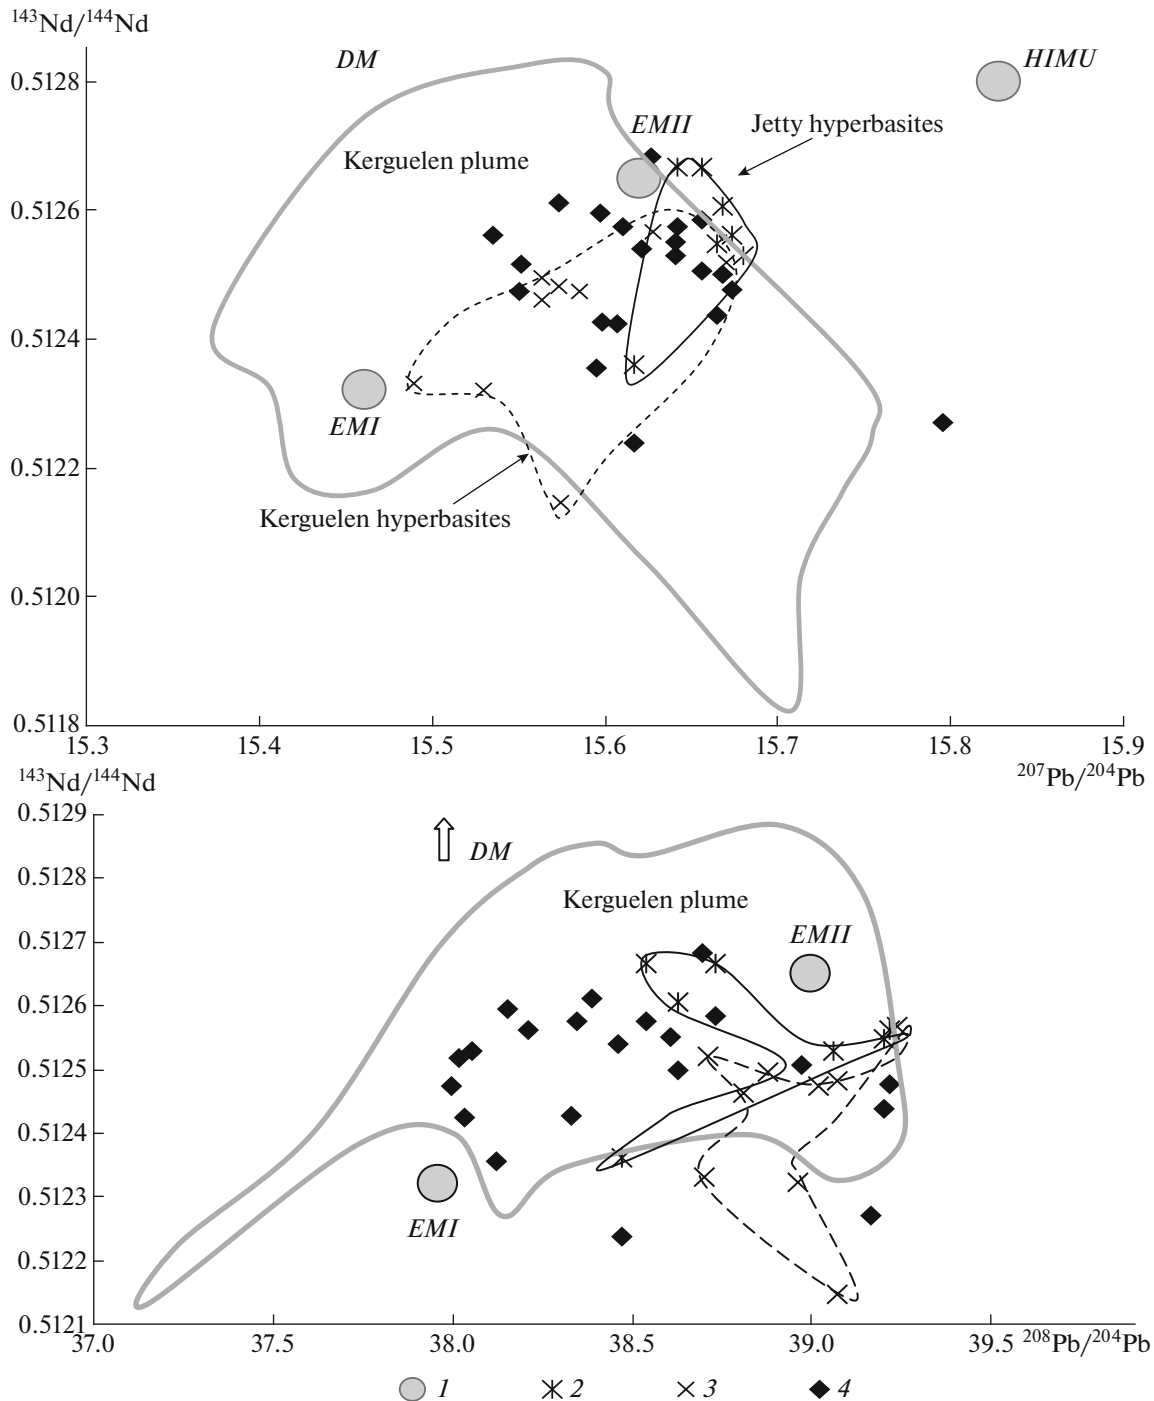 ¹⁴³Nd/¹⁴⁴Nd
DM
HIMU
0.5128
EMII
Jetty hyperbasites
Kerguelen plume
0.5126
0.5124
EMI
0.5122
Kerguelen hyperbasites
0.5120
0.5118
15.3 15.4 15.5 15.6 15.7 15.8 15.9
²⁰⁷Pb/²⁰⁴Pb
¹⁴³Nd/¹⁴⁴Nd
0.5129
DM
0.5128
Kerguelen plume
0.5127
EMII
0.5126
0.5125
0.5124
0.5123
EMI
0.5122
0.5121
37.0 37.5 38.0 38.5 39.0 39.5 ²⁰⁸Pb/²⁰⁴Pb
1 2 3 4